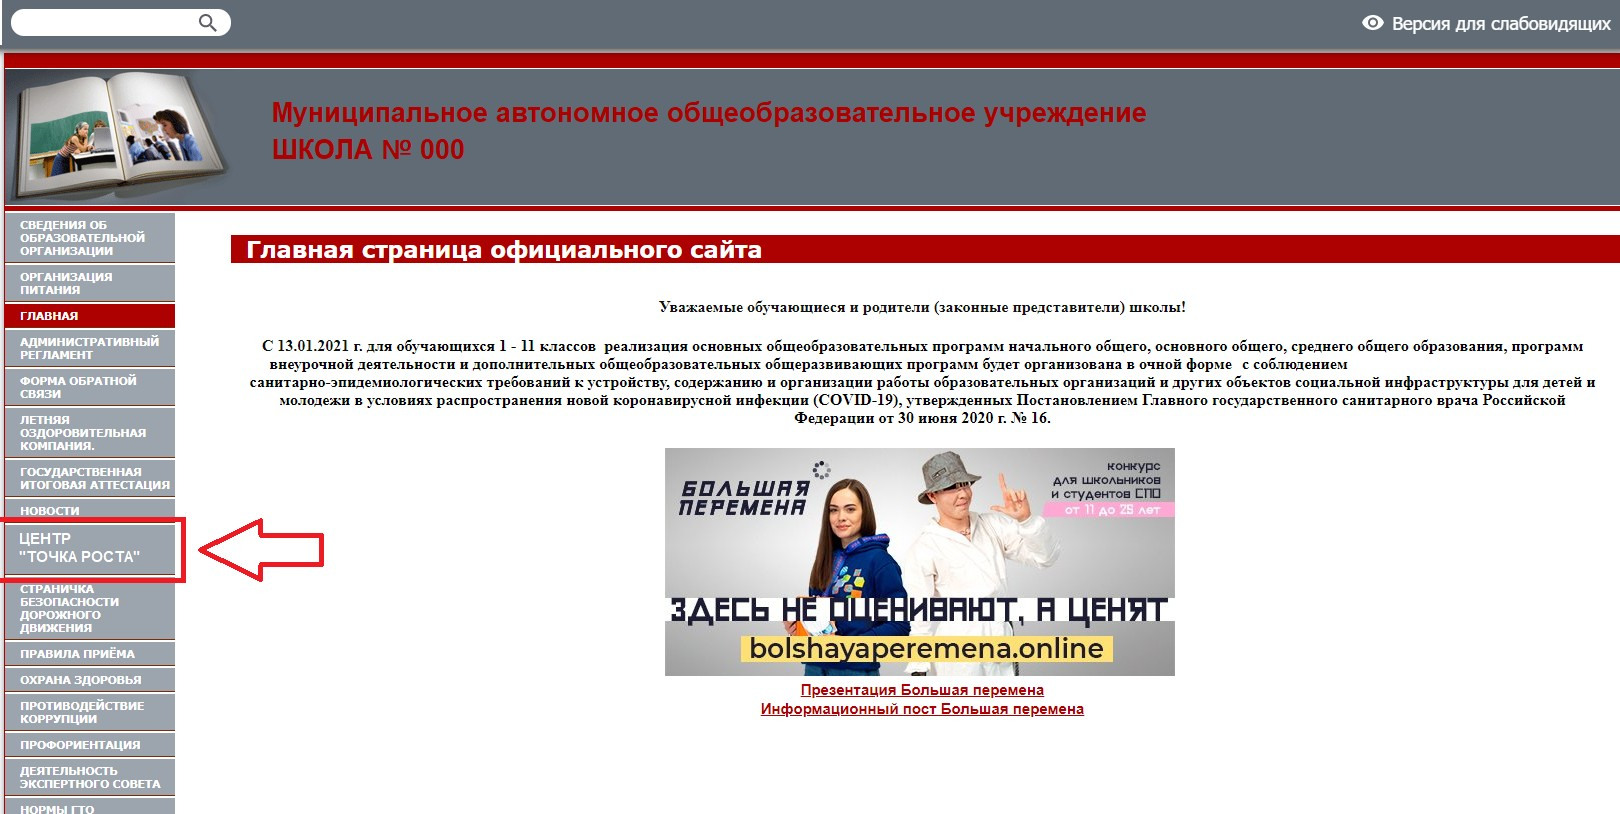 Версия для слабовидящих
Муниципальное автономное общеобразовательное учреждение
ШКОЛА № 000
СВЕДЕНИЯ ОБ
ОБРАЗОВАТЕЛЬНОЙ
ОРГАНИЗАЦИИ
ОРГАНИЗАЦИЯ
ПИТАНИЯ
ГЛАВНАЯ
АДМИНИСТРАТИВНЫЙ
РЕГЛАМЕНТ
ФОРМА ОБРАТНОЙ
СВЯЗИ
ЛЕТНЯЯ
ОЗДОРОВИТЕЛЬНАЯ
КОМПАНИЯ.
ГОСУДАРСТВЕННАЯ
ИТОГОВАЯ АТТЕСТАЦИЯ
НОВОСТИ
ЦЕНТР
"ТОЧКА РОСТА"
СТРАНИЧКА
БЕЗОПАСНОСТИ
ДОРОЖНОГО
ДВИЖЕНИЯ
ПРАВИЛА ПРИЁМА
ОХРАНА ЗДОРОВЬЯ
ПРОТИВОДЕЙСТВИЕ
КОРРУПЦИИ
ПРОФОРИЕНТАЦИЯ
ДЕЯТЕЛЬНОСТЬ
ЭКСПЕРТНОГО СОВЕТА
НОРМЫ ГТО
Главная страница официального сайта
Уважаемые обучающиеся и родители (законные представители) школы!
С 13.01.2021 г. для обучающихся 1 - 11 классов реализация основных общеобразовательных программ начального общего, основного общего, среднего общего образования, программ
внеурочной деятельности и дополнительных общеобразовательных общеразвивающих программ будет организована в очной форме с соблюдением
санитарно-эпидемиологических требований к устройству, содержанию и организации работы образовательных организаций и других объектов социальной инфраструктуры для детей и
молодежи в условиях распространения новой коронавирусной инфекции (COVID-19), утвержденных Постановлением Главного государственного санитарного врача Российской
Федерации от 30 июня 2020 г. № 16.
БОЛЬШАЯ
ПЕРЕМЕНА
конкурс
для школьников
и студентов СПО
от 11 до 25 лет
ЗДЕСЬ НЕ ОЦЕНИВАЮТ, А ЦЕНЯТ
bolshayaperemena.online
Презентация Большая перемена
Информационный пост Большая перемена